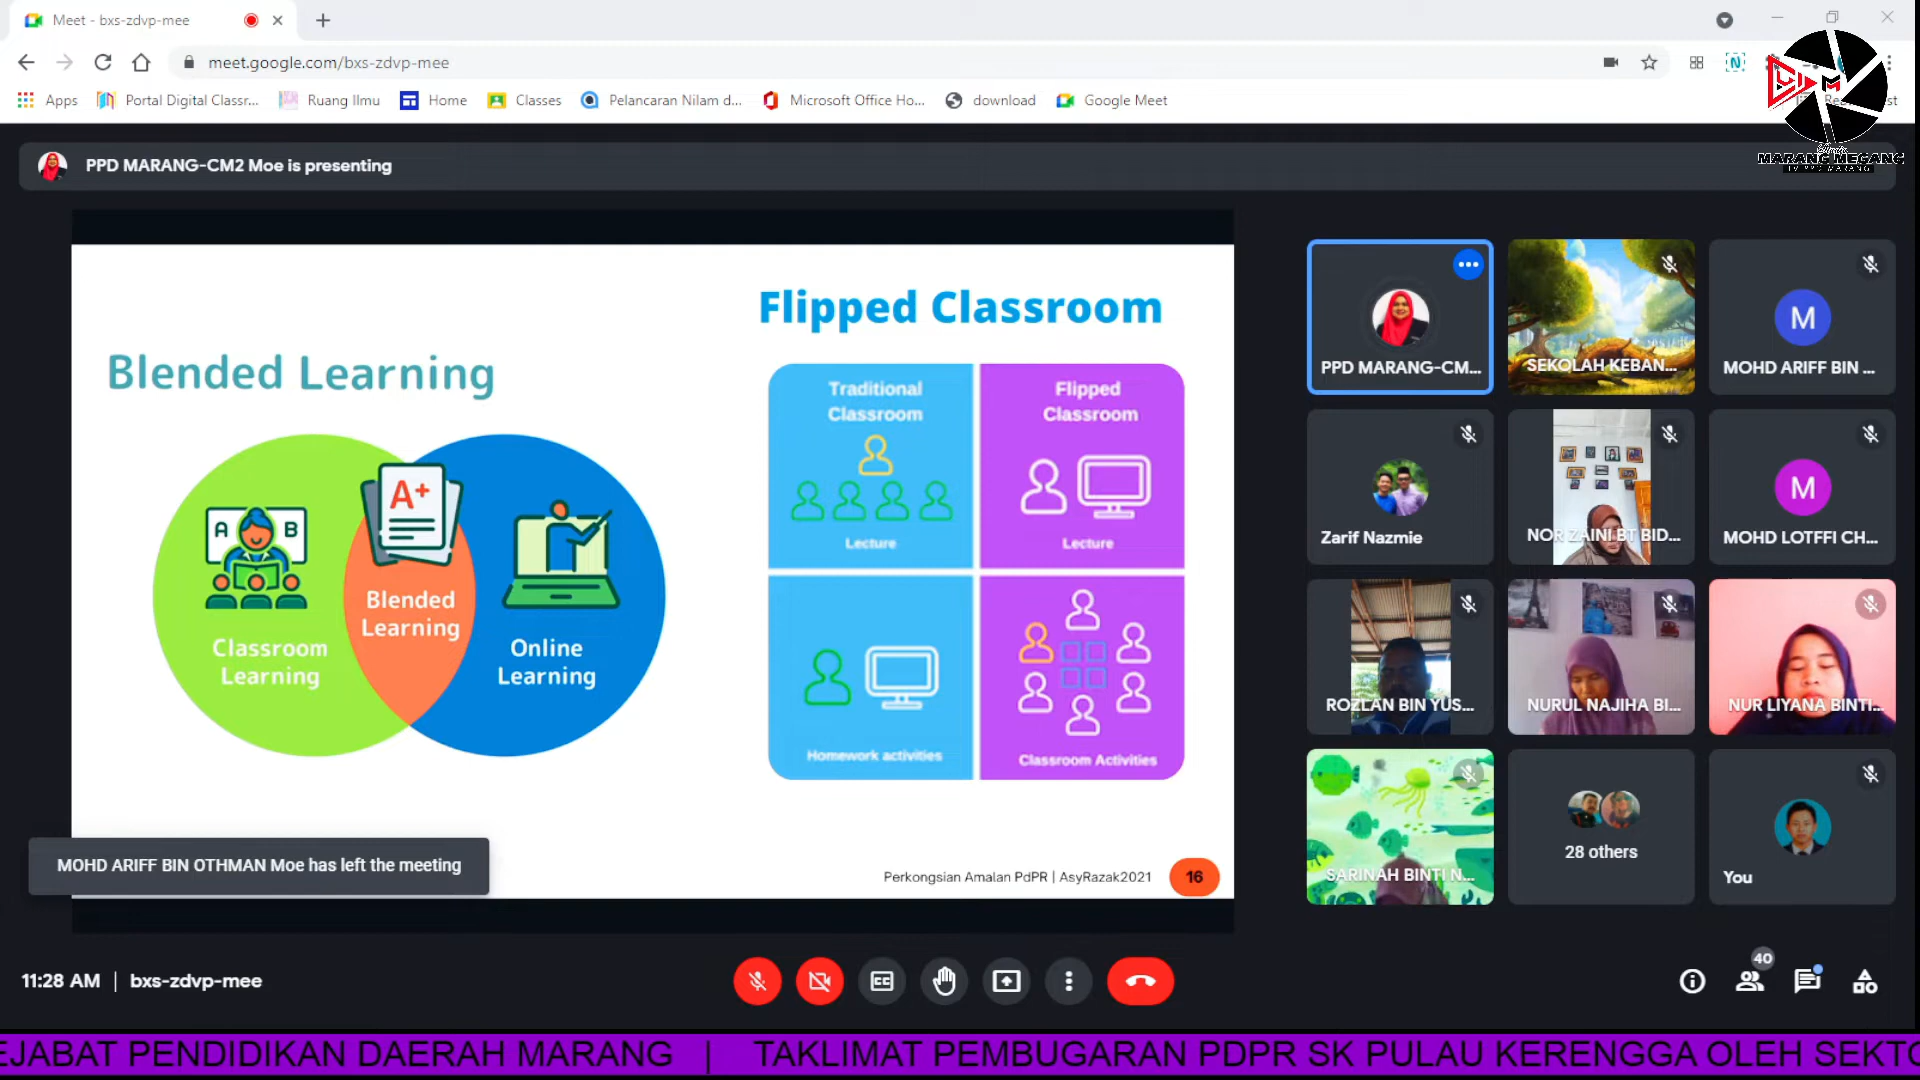 Meet - bxs-zdvp-mee
meet.google.com/bxs-zdvp-mee
Apps
Portal Digital Classr...
Ruang Ilmu
Home
Classes
Pelancaran Nilam d...
Microsoft Office Ho...
download
Google Meet
MARANG MEGANG
PPD MARANG-CM2 Moe is presenting
Blended Learning
A B
A+
Classroom
Learning
Blended
Learning
Online
Learning
Flipped Classroom
Traditional
Classroom
Lecture
Flipped
Classroom
Lecture
Homework activities
Classroom Activities
Perkongsian Amalan PdPR | AsyRazak2021
16
MOHD ARIFF BIN OTHMAN Moe has left the meeting
PPD MARANG-CM...
SEKOLAH KEBAN...
M
MOHD ARIFF BIN ...
Zarif Nazmie
NOR ZAINI BT BID...
M
MOHD LOTFFI CH...
ROZLAN BIN YUS...
NURUL NAJIHA BI...
NUR LIYANA BINTI...
SARINAH BINTI N...
28 others
You
11:28 AM | bxs-zdvp-mee
40
EJABAT PENDIDIKAN DAERAH MARANG | TAKLIMAT PEMBUGARAN PDPR SK PULAU KERENGGA OLEH SEKTO